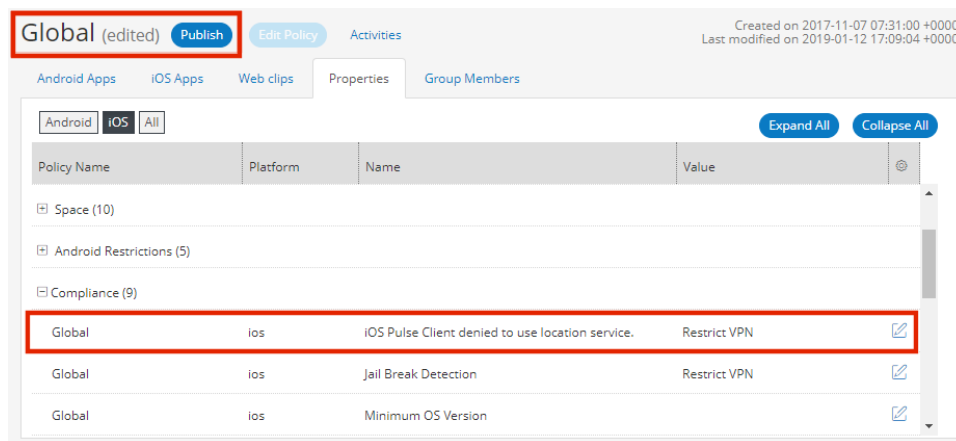 Global (edited) Publish Edit Policy Activities
Created on 2017-11-07 07:31:00 +0000
Last modified on 2019-01-12 17:09:04 +0000
Android Apps iOS Apps Web clips Properties Group Members
Android iOS All Expand All Collapse All
Policy Name Platform Name Value
Space (10)
Android Restrictions (5)
Compliance (9)
Global ios iOS Pulse Client denied to use location service. Restrict VPN
Global ios Jail Break Detection Restrict VPN
Global ios Minimum OS Version